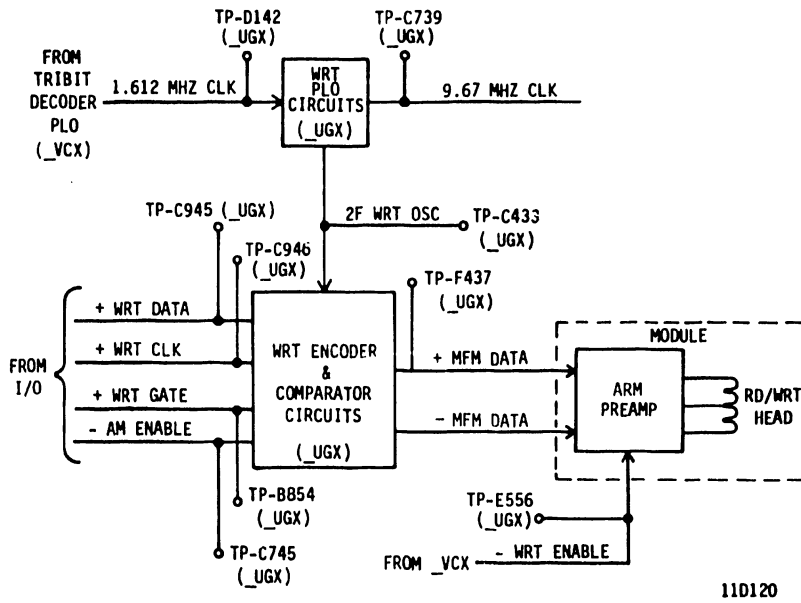 TP-D142
(_UGX)
TP-C739
(_UGX)
FROM
TRIBIT
DECODER
PLO
(_VCX)
1.612 MHZ CLK
WRT
PLO
CIRCUITS
(_UGX)
9.67 MHZ CLK
TP-C945 (_UGX)
2F WRT OSC
TP-C433
(_UGX)
TP-C946
(_UGX)
TP-F437
(_UGX)
FROM
I/O
+ WRT DATA
+ WRT CLK
+ WRT GATE
- AM ENABLE
WRT ENCODER
&
COMPARATOR
CIRCUITS
(_UGX)
+ MFM DATA
- MFM DATA
MODULE
ARM
PREAMP
RD/WRT
HEAD
TP-B854
(_UGX)
TP-C745
(_UGX)
TP-E556
(_UGX)
FROM _VCX
- WRT ENABLE
11D120